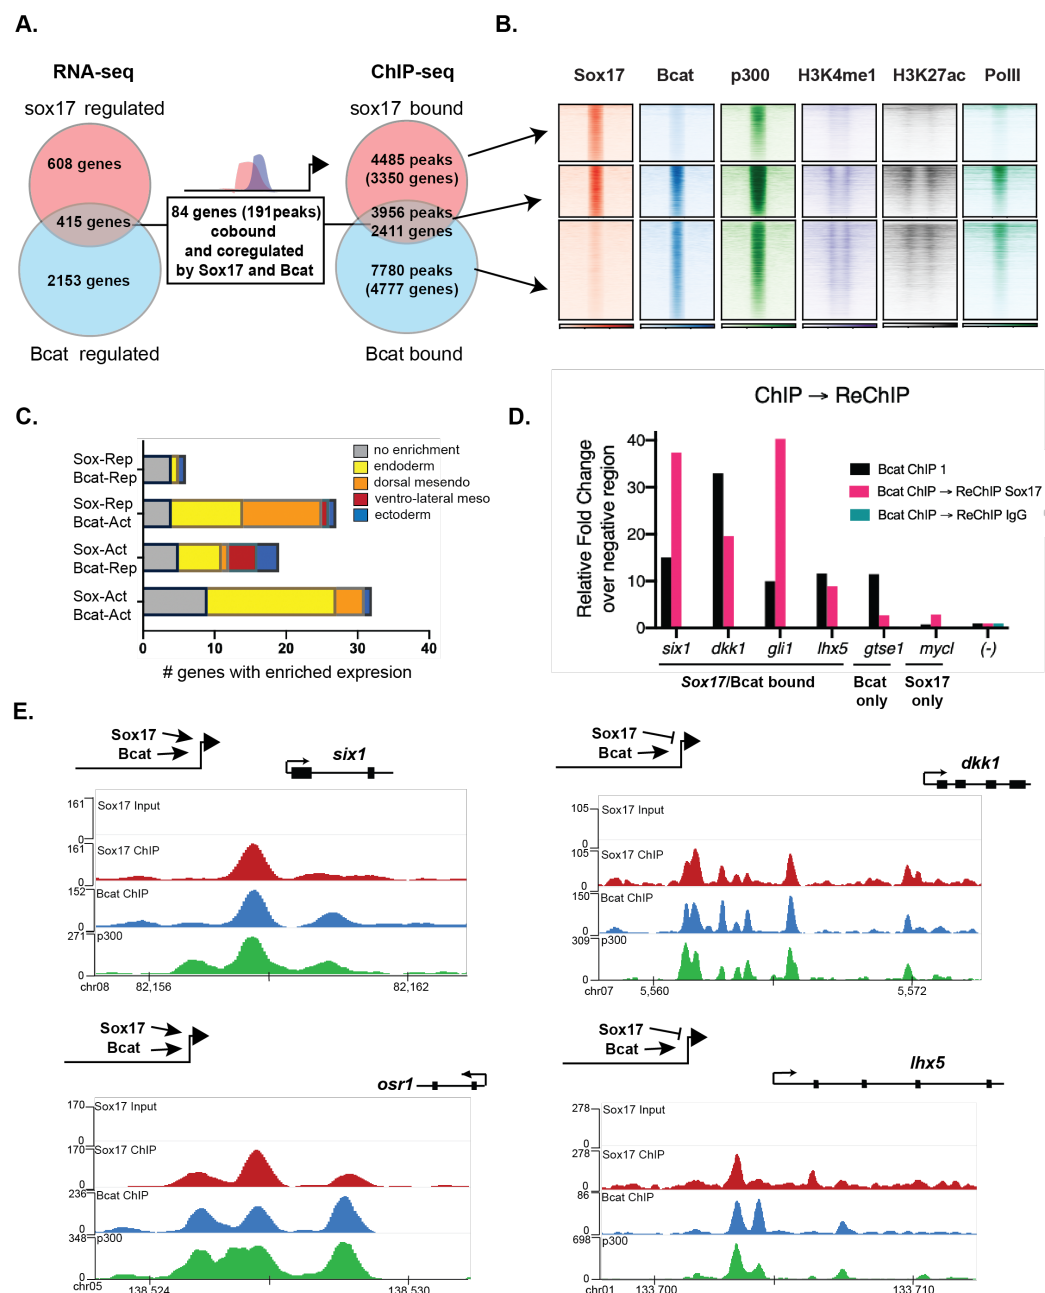 A.
RNA-seq
sox17 regulated
608 genes
415 genes
2153 genes
Bcat regulated
84 genes (191peaks)
cobound
and coregulated
by Sox17 and Bcat
ChIP-seq
sox17 bound
4485 peaks
(3350 genes)
3956 peaks
2411 genes
7780 peaks
(4777 genes)
Bcat bound
B.
Sox17 Bcat p300 H3K4me1 H3K27ac PolII
C.
Sox-Rep
Bcat-Rep
Sox-Rep
Bcat-Act
Sox-Act
Bcat-Rep
Sox-Act
Bcat-Act
no enrichment
endoderm
dorsal mesendo
ventro-lateral meso
ectoderm
0 10 20 30 40
# genes with enriched expresion
D.
ChIP → ReChIP
Relative Fold Change
over negative region
40
30
20
10
0
Bcat ChIP 1
Bcat ChIP → ReChIP Sox17
Bcat ChIP → ReChIP IgG
six1 dkk1 gli1 lhx5 gtse1 mycl (-)
Sox17/Bcat bound
Bcat
only
Sox17
only
E.
Sox17
Bcat
six1
161
Sox17 Input
0
161
Sox17 ChIP
0
152
Bcat ChIP
0
271
p300
0
chr08 82,156 82,162
Sox17
Bcat
dkk1
105
Sox17 Input
0
105
Sox17 ChIP
0
150
Bcat ChIP
0
309
p300
0
chr07 5,560 5,572
Sox17
Bcat
osr1
170
Sox17 Input
0
170
Sox17 ChIP
0
236
Bcat ChIP
0
348
p300
0
chr05 138,524 138,530
Sox17
Bcat
lhx5
278
Sox17 Input
0
278
Sox17 ChIP
0
86
Bcat ChIP
0
698
p300
0
chr01 133,700 133,710